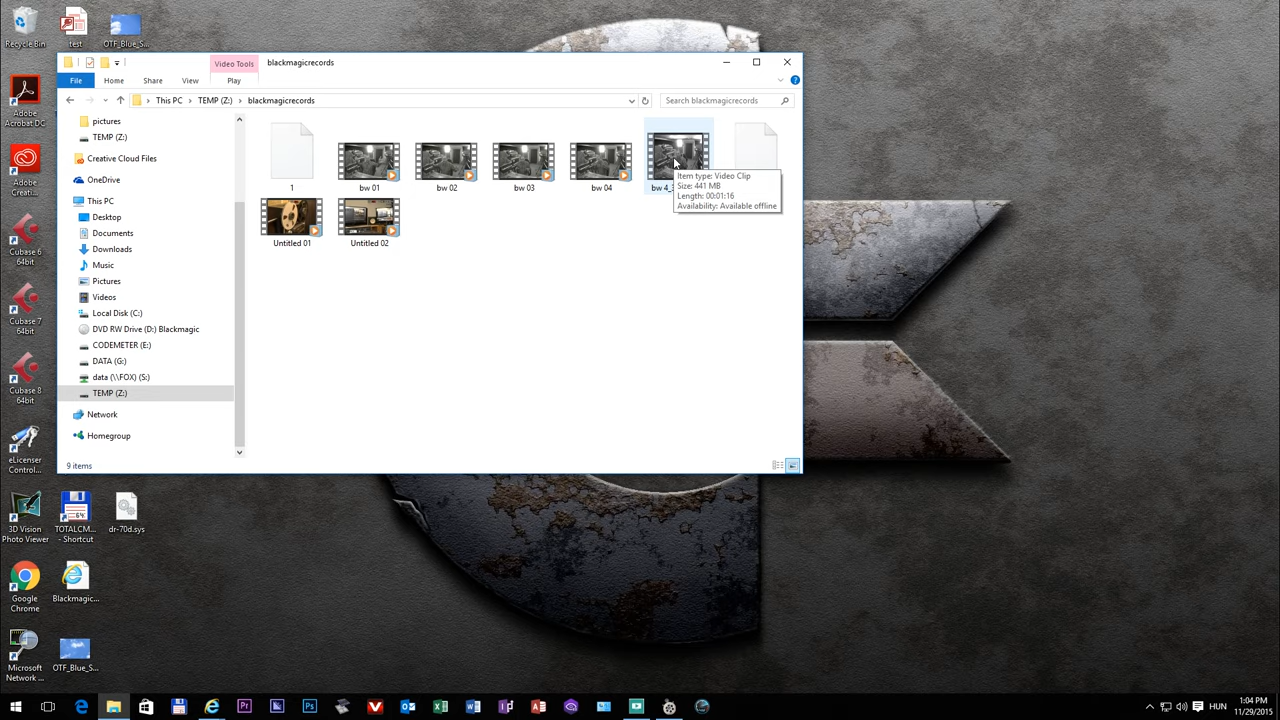 Recycle Bin
test
OTF_Blue_S...
Video Tools
blackmagicrecords
File
Home
Share
View
Play
This PC
TEMP (Z:)
blackmagicrecords
Search blackmagicrecords
pictures
TEMP (Z:)
Creative Cloud Files
OneDrive
This PC
Desktop
Documents
Downloads
Music
Pictures
Videos
Local Disk (C:)
DVD RW Drive (D:) Blackmagic
CODEMETER (E:)
DATA (G:)
data (\\FOX) (S:)
TEMP (Z:)
Network
Homegroup
1
bw 01
bw 02
bw 03
bw 04
Item type: Video Clip
Size: 441 MB
Length: 00:01:16
Availability: Available offline
Untitled 01
Untitled 02
9 items
Adobe
Acrobat DC
Adobe
Creati...
Cubase 6
64bit
Cubase 7
64bit
Cubase 8
64bit
eLicenser
Control...
3D Vision
Photo Viewer
TOTALCM...
- Shortcut
dr-70d.sys
Google
Chrome
Blackmagic...
Microsoft
Network ...
OTF_Blue_S...
HUN
1:04 PM
11/29/2015